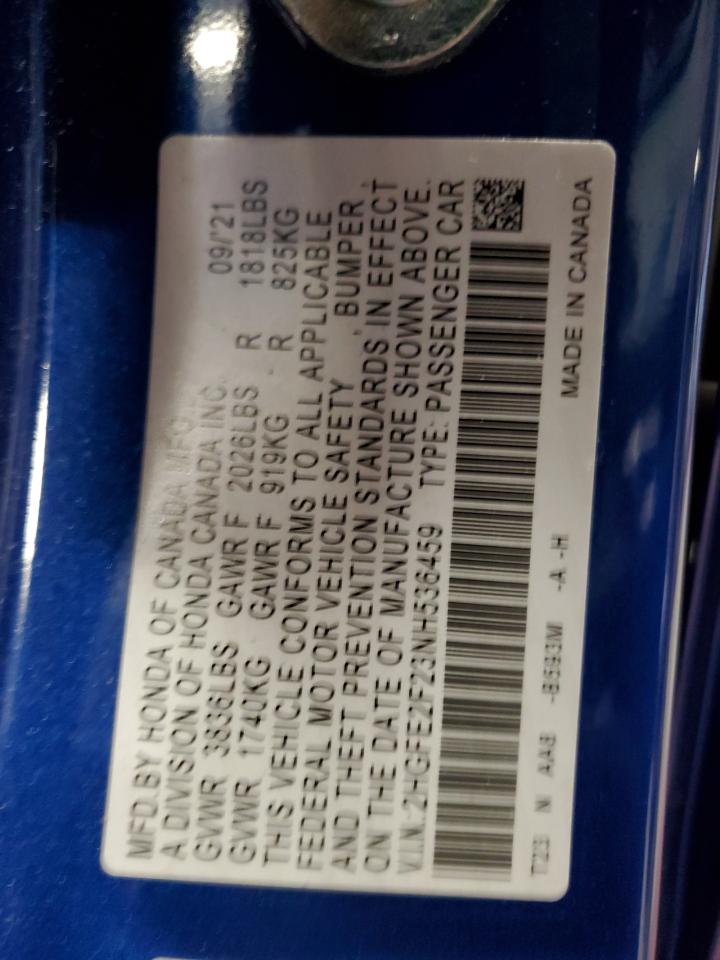 MFD.BY HONDA OF CANADA MFG.
A DIVISION OF HONDA CANADA INC. 09/'21
GVWR 3836LBS GAWR F 2026LBS R 1818LBS
GVWR 1740KG GAWR F 919KG R 825KG
THIS VEHICLE CONFORMS TO ALL APPLICABLE
FEDERAL MOTOR VEHICLE SAFETY, BUMPER,
AND THEFT PREVENTION STANDARDS IN EFFECT
ON THE DATE OF MANUFACTURE SHOWN ABOVE.
V.I.N.:2HGFE2F23NH536459 TYPE: PASSENGER CAR
T23 N AA8 -B593M -A -H MADE IN CANADA